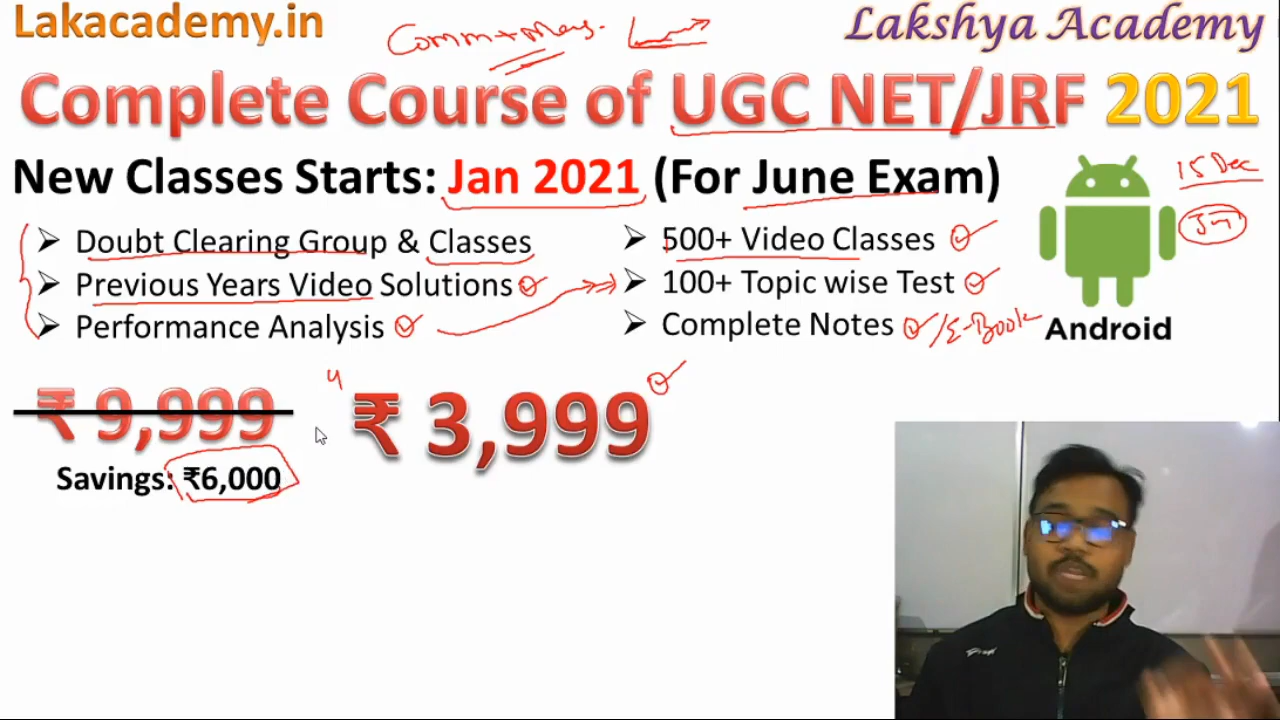 Lakacademy.in
Lakshya Academy
Complete Course of UGC NET/JRF 2021
New Classes Starts: Jan 2021 (For June Exam)
15 Dec
Doubt Clearing Group & Classes
Previous Years Video Solutions
Performance Analysis
500+ Video Classes
100+ Topic wise Test
Complete Notes /E-Book
Android
₹ 9,999
₹ 3,999
Savings: ₹6,000